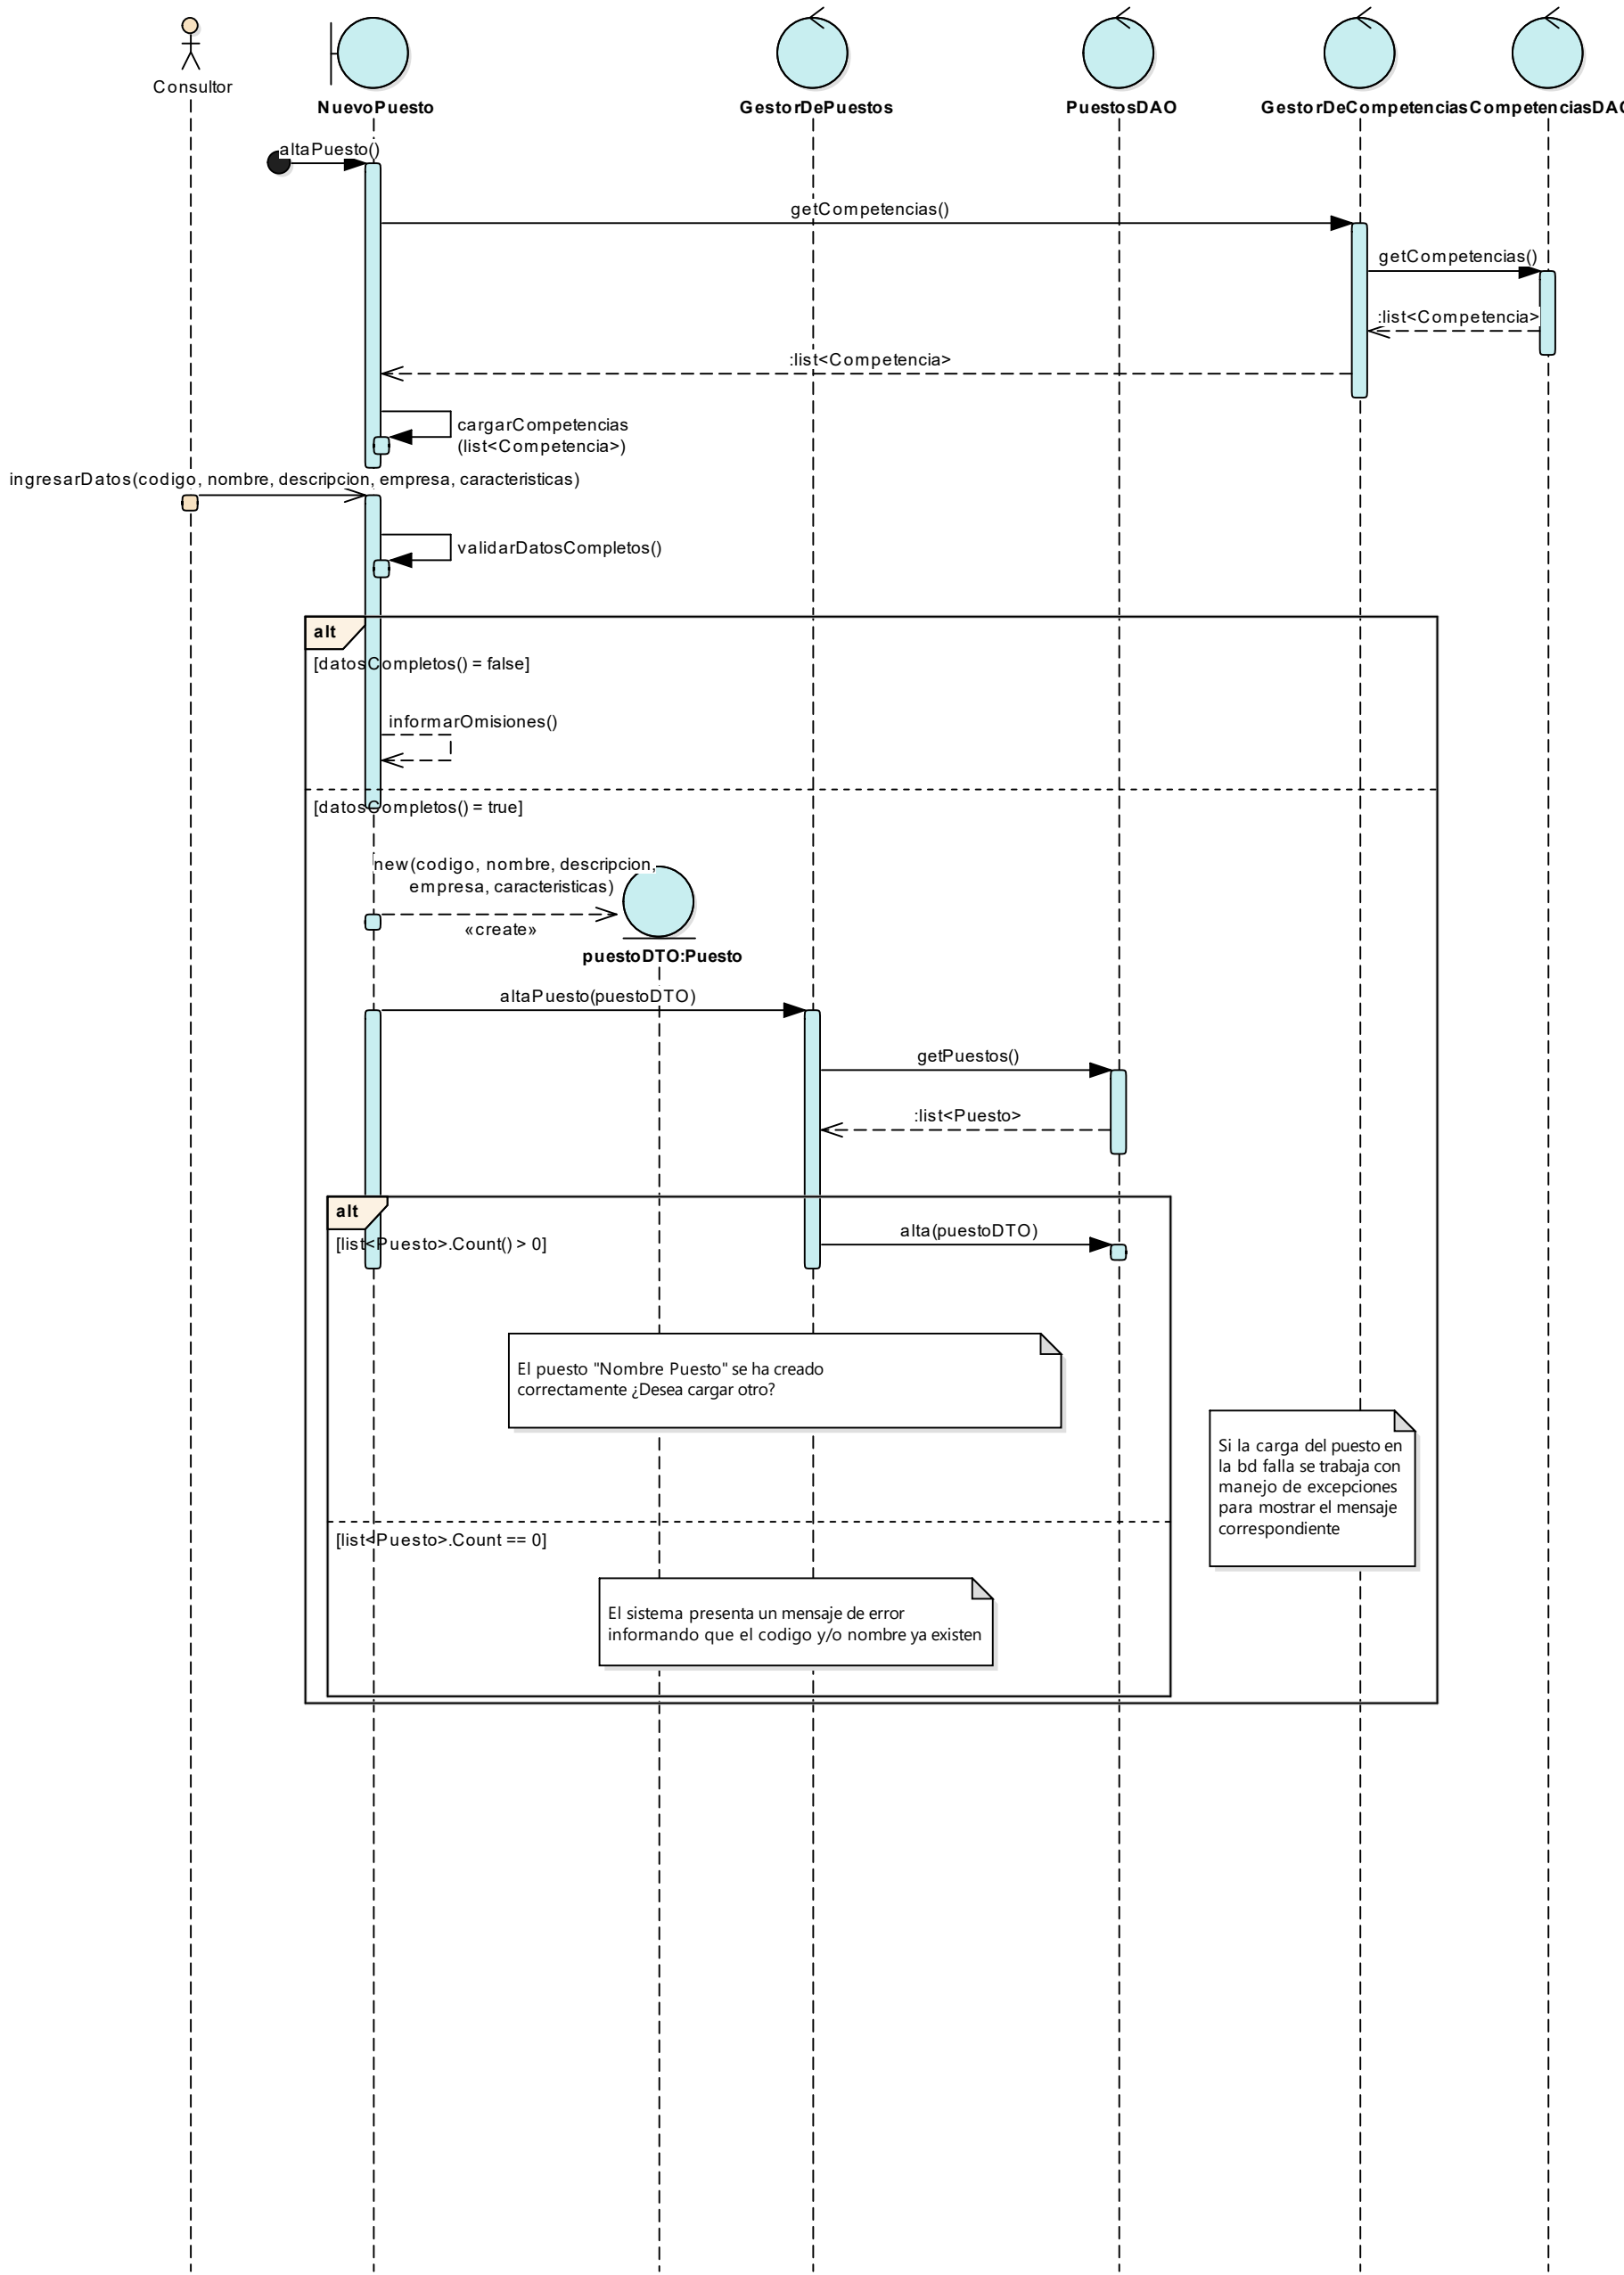 Consultor
NuevoPuesto
GestorDePuestos
PuestosDAO
GestorDeCompetencias
CompetenciasDAO
altaPuesto()
getCompetencias()
getCompetencias()
:list<Competencia>
:list<Competencia>
cargarCompetencias
(list<Competencia>)
ingresarDatos(codigo, nombre, descripcion, empresa, caracteristicas)
validarDatosCompletos()
alt
[datosCompletos() = false]
informarOmisiones()
[datosCompletos() = true]
new(codigo, nombre, descripcion,
empresa, caracteristicas)
«create»
puestoDTO:Puesto
altaPuesto(puestoDTO)
getPuestos()
:list<Puesto>
alt
[list<Puesto>.Count() > 0]
alta(puestoDTO)
El puesto "Nombre Puesto" se ha creado
correctamente ¿Desea cargar otro?
Si la carga del puesto en
la bd falla se trabaja con
manejo de excepciones
para mostrar el mensaje
correspondiente
[list<Puesto>.Count == 0]
El sistema presenta un mensaje de error
informando que el codigo y/o nombre ya existen